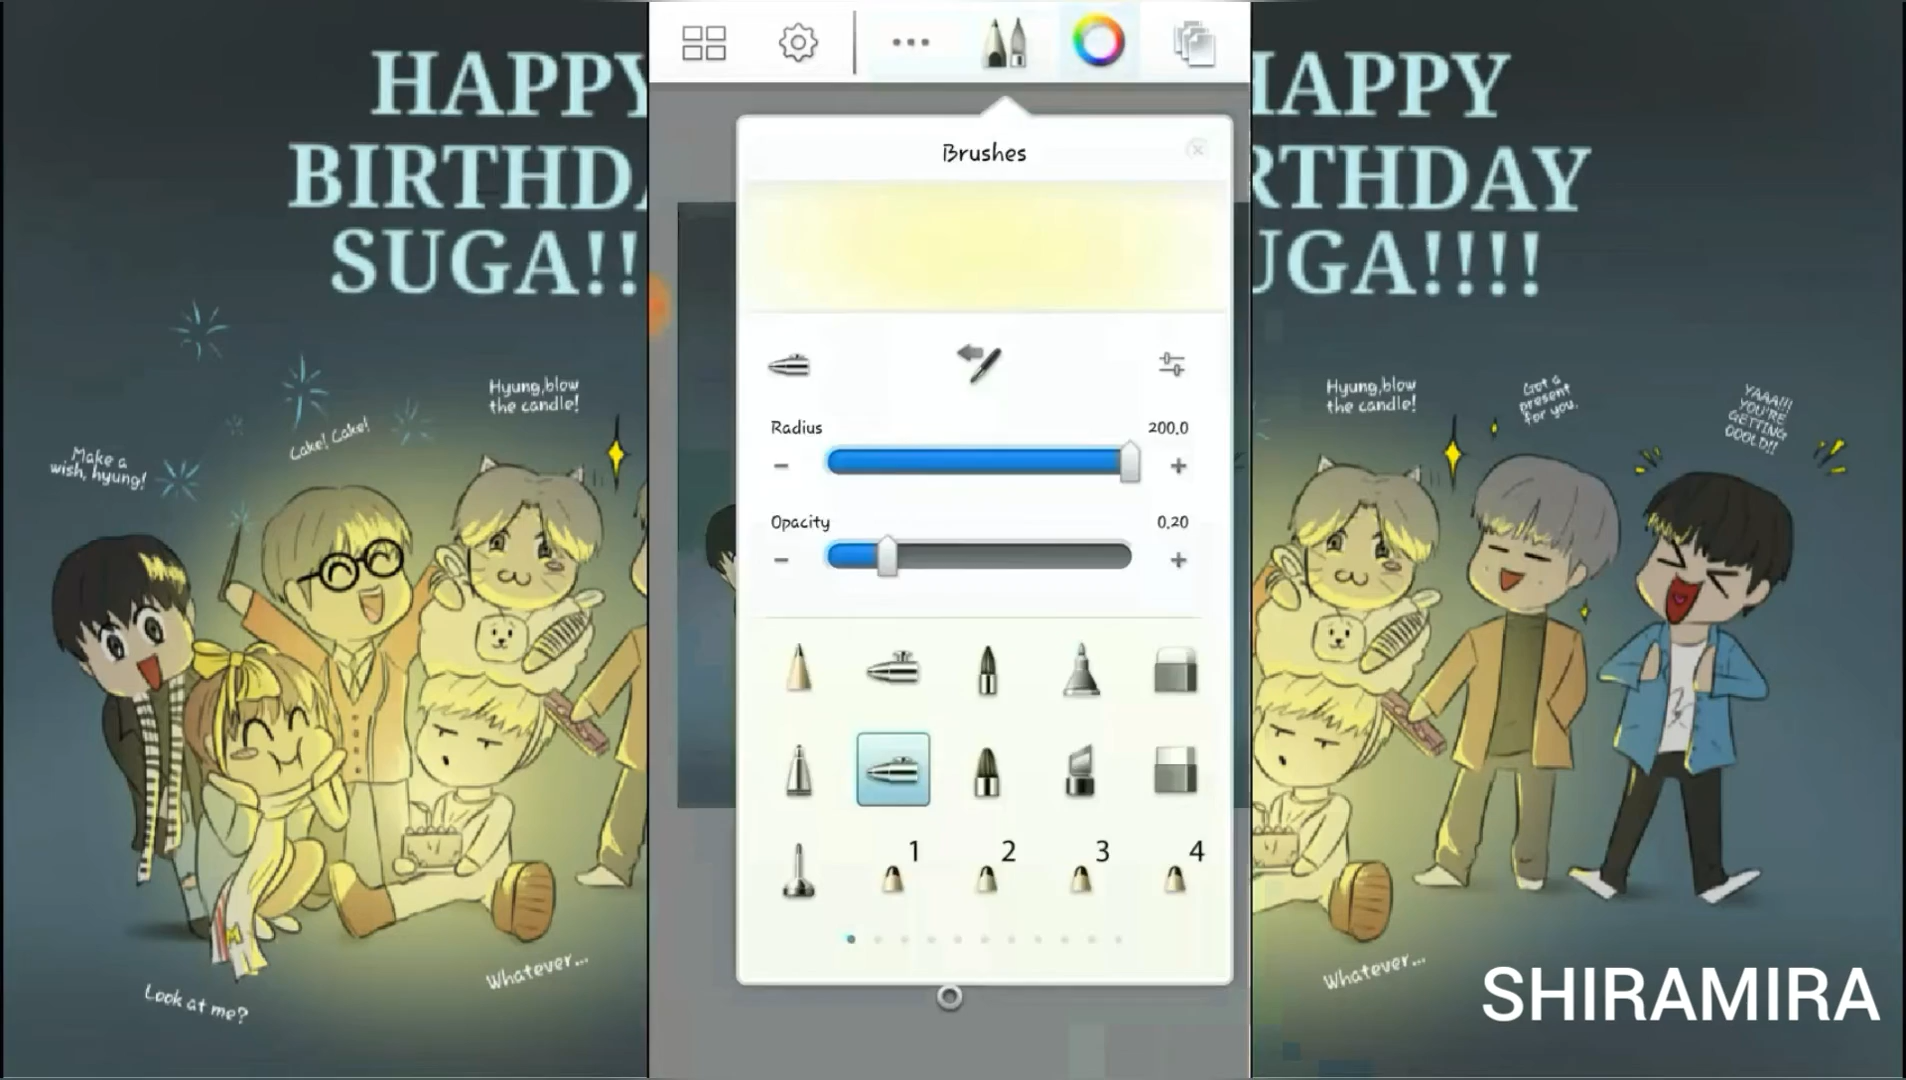 HAPPY
BIRTHDA
SUGA!!
Hyung,blow
the candle!
Cake! Cake!
Make a
wish, hyung!
Look at me?
Whatever...
Brushes
Radius
200.0
Opacity
0.20
1
2
3
4
HAPPY
RTHDAY
UGA!!!!
Hyung,blow
the candle!
Got a
present
for you.
YAAA!!!
YOU'RE
GETTING
OOOLD!!
Whatever...
SHIRAMIRA